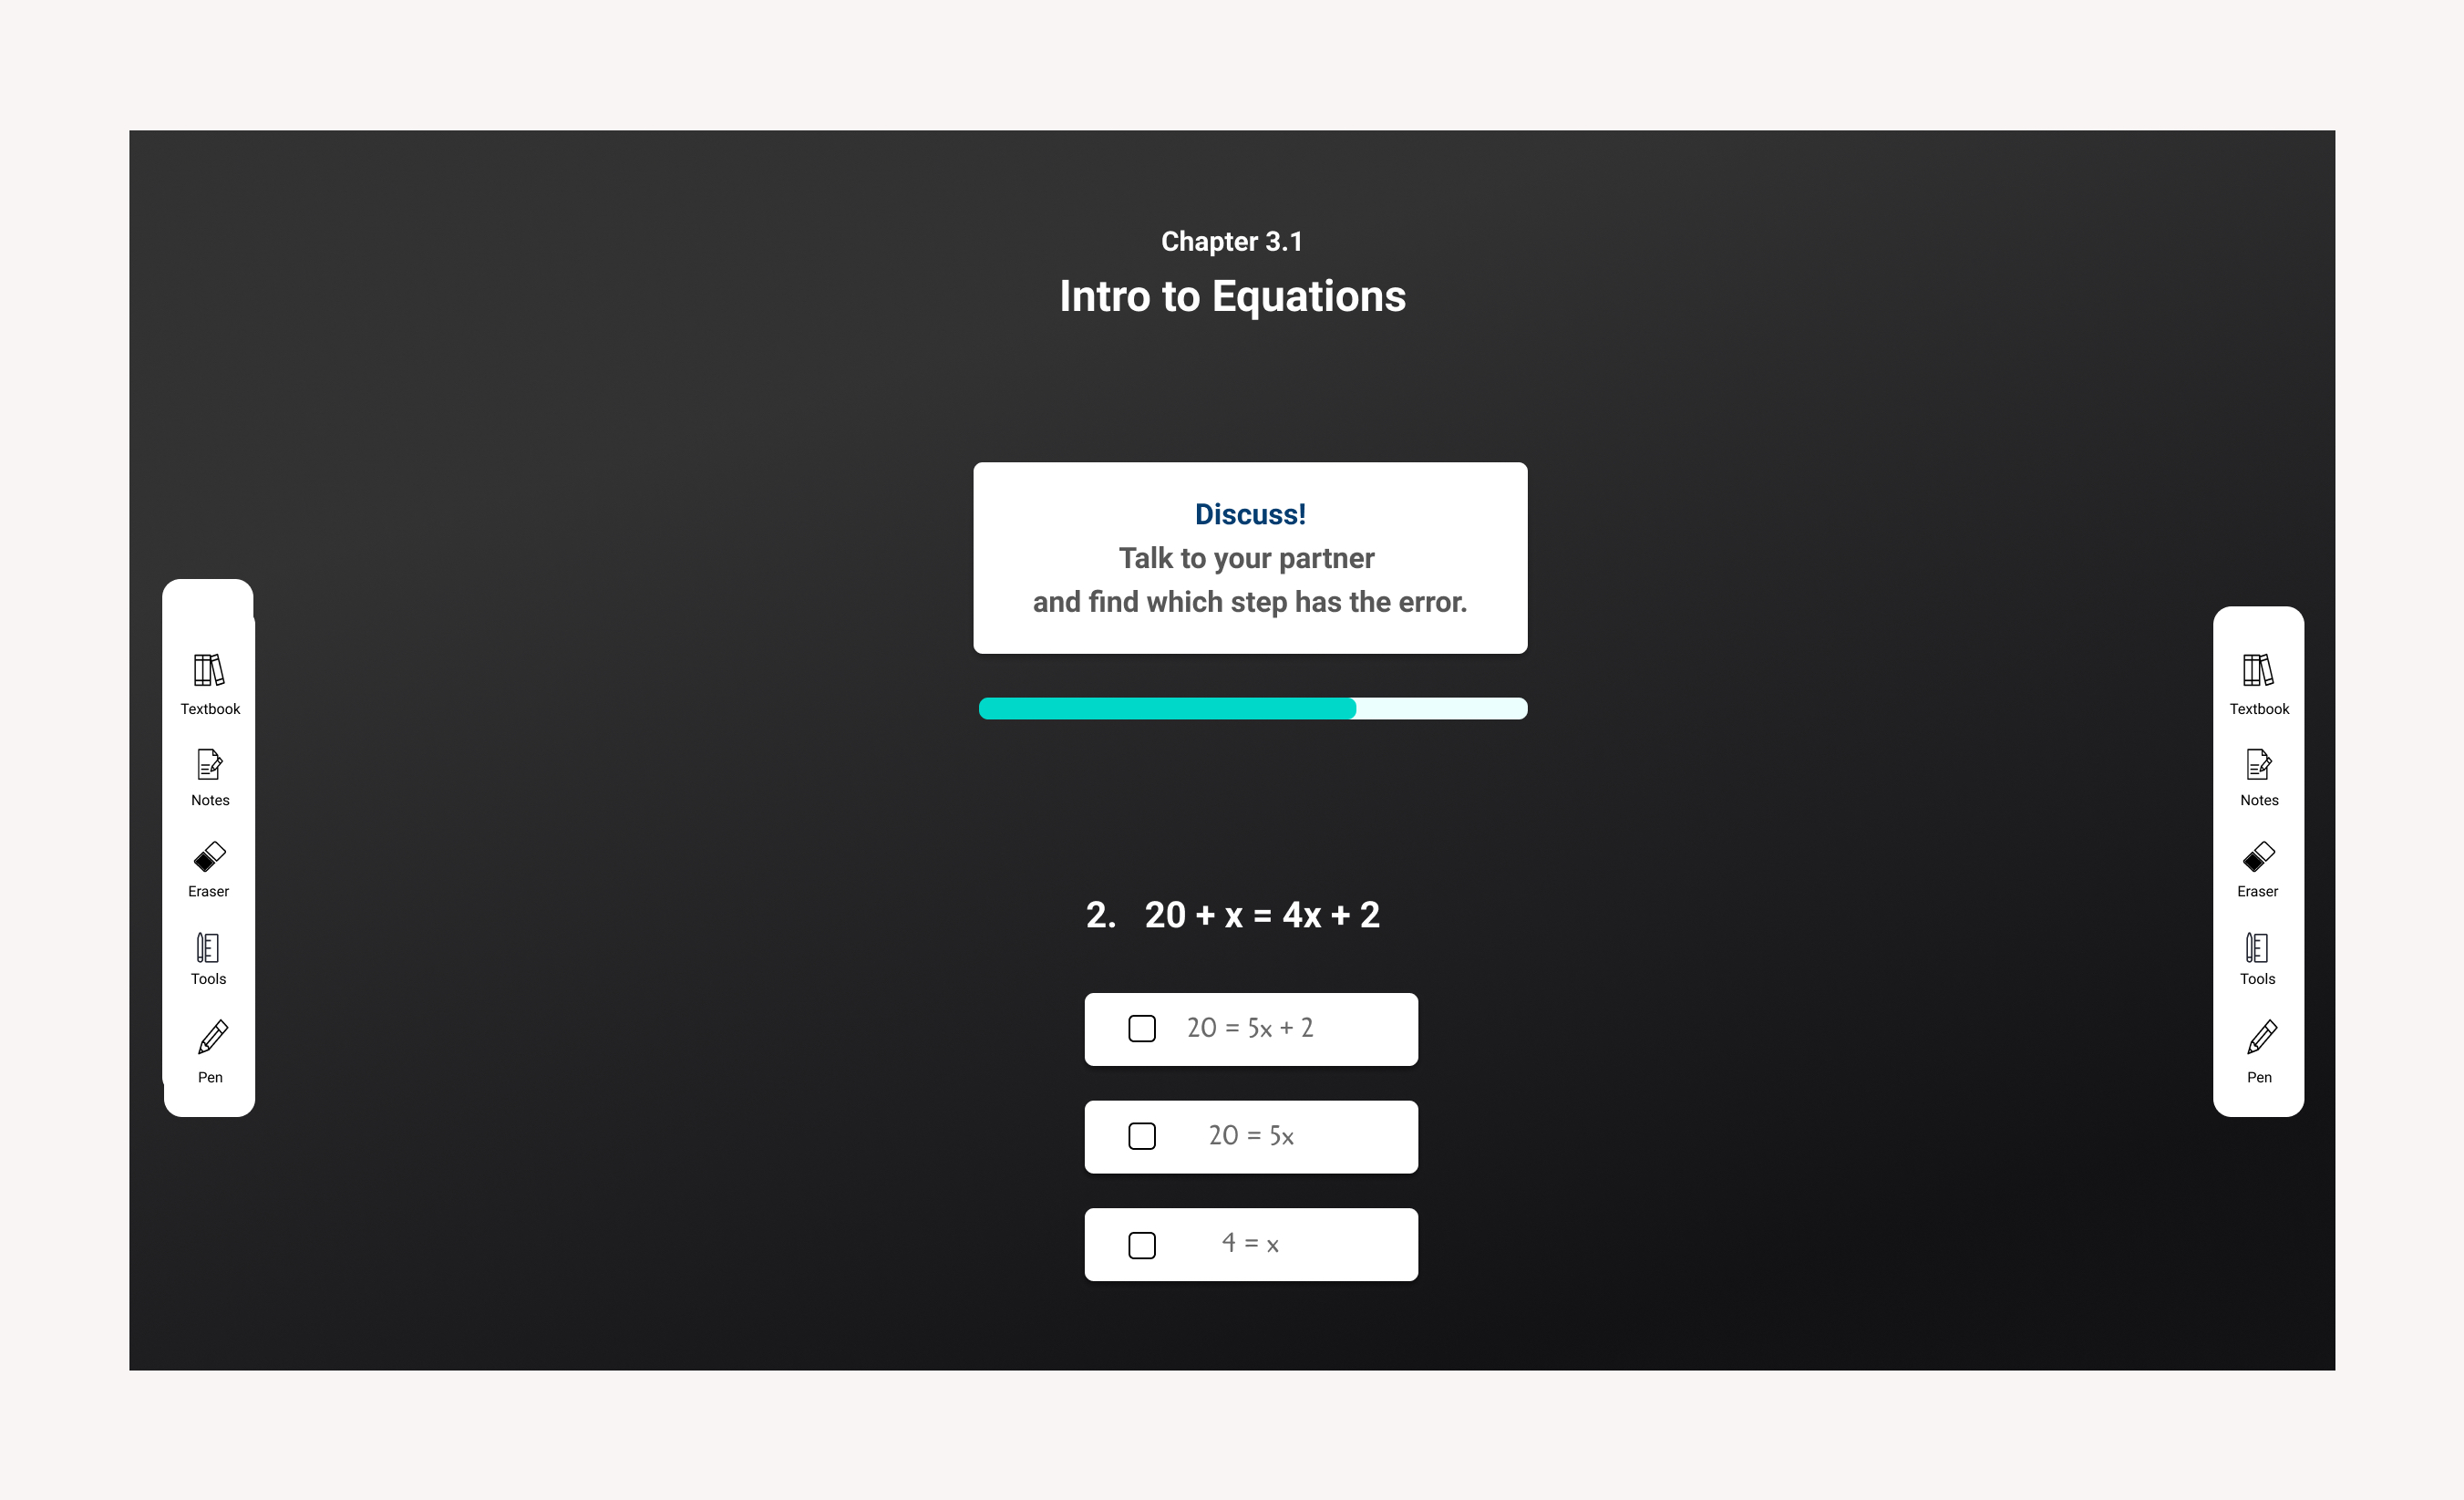 Chapter 3.1
Intro to Equations
Discuss!
Talk to your partner
and find which step has the error.
Textbook
Notes
Eraser
Tools
Pen
2. 20 + x = 4x + 2
20 = 5x + 2
20 = 5x
4 = x
Textbook
Notes
Eraser
Tools
Pen